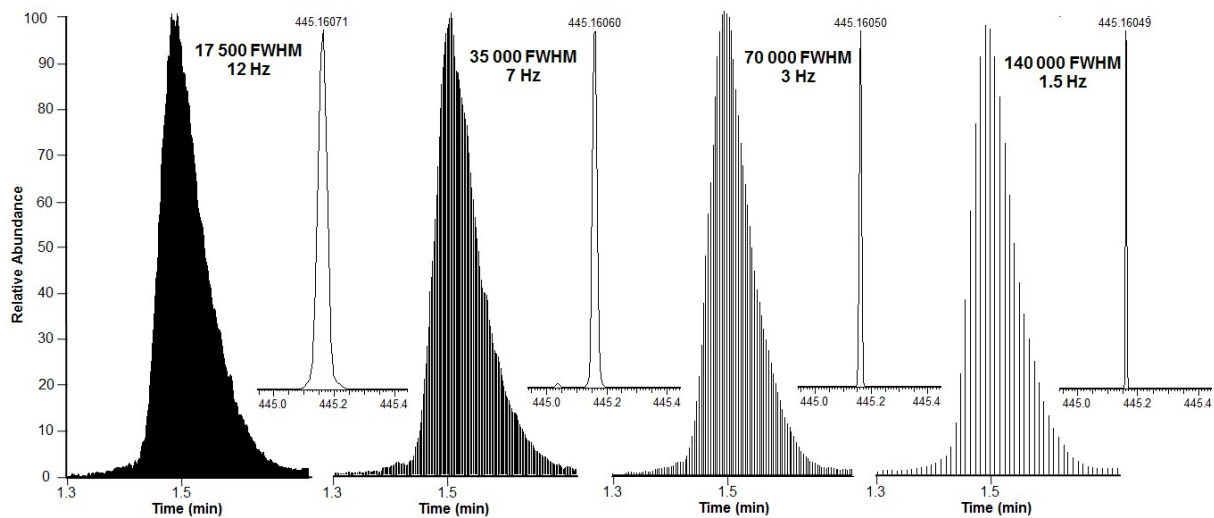 100
90
80
70
60
50
40
30
20
10
0
Relative Abundance
17 500 FWHM
12 Hz
445.16071
445.0 445.2 445.4
1.3 1.5
Time (min)
35 000 FWHM
7 Hz
445.16060
445.0 445.2 445.4
1.3 1.5
Time (min)
70 000 FWHM
3 Hz
445.16050
445.0 445.2 445.4
1.3 1.5
Time (min)
140 000 FWHM
1.5 Hz
445.16049
445.0 445.2 445.4
1.3 1.5
Time (min)